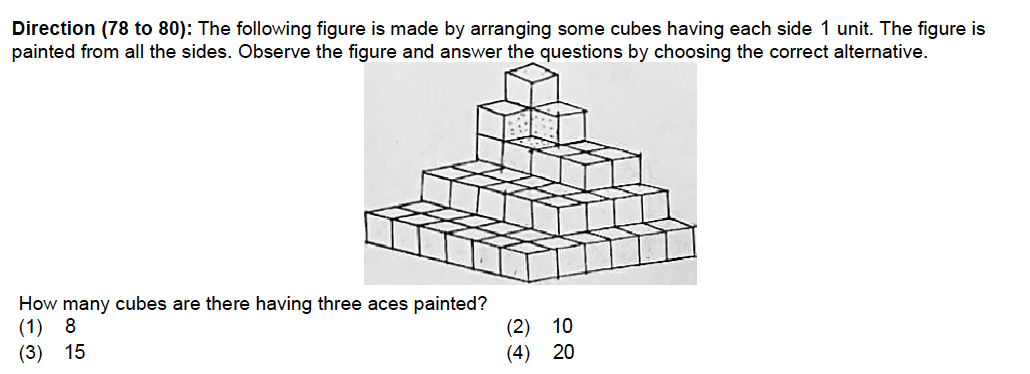 Direction (78 to 80): The following figure is made by arranging some cubes having each side 1 unit. The figure is
painted from all the sides. Observe the figure and answer the questions by choosing the correct alternative.
How many cubes are there having three aces painted?
(1) 8 (2) 10
(3) 15 (4) 20